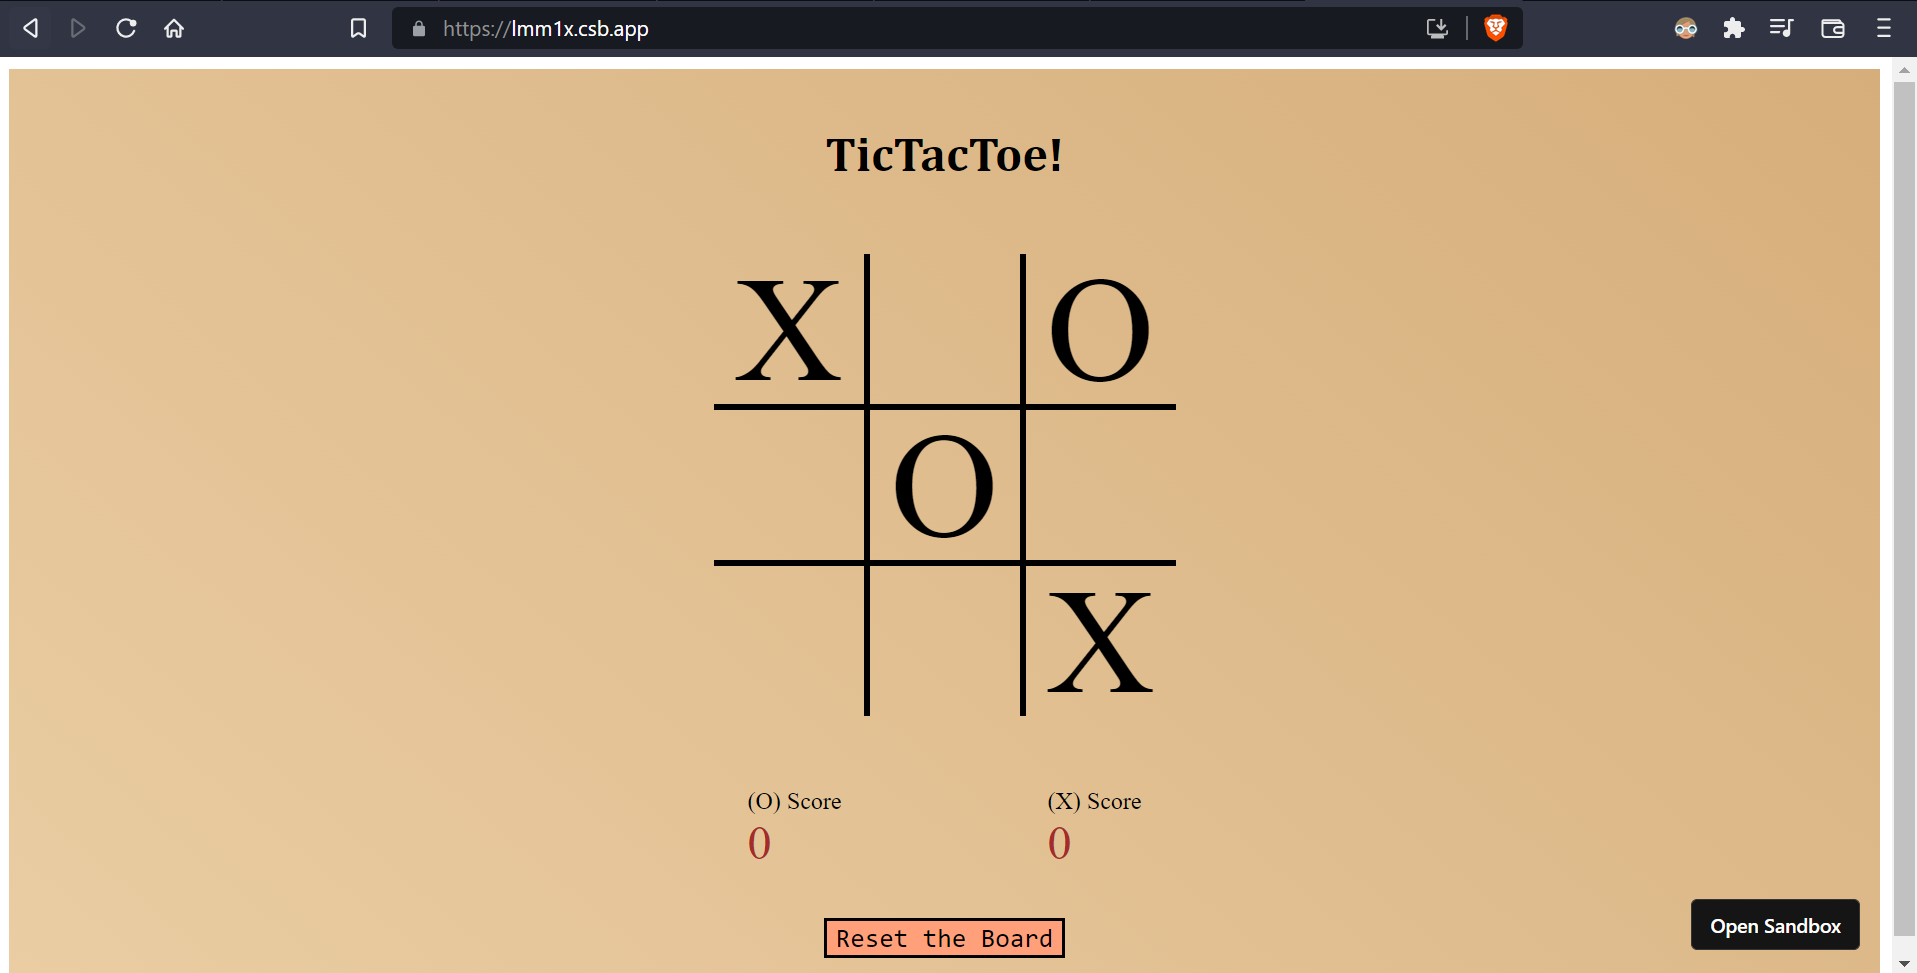 https://lmm1x.csb.app
TicTacToe!
X O
O
X
(O) Score (X) Score
0 0
Reset the Board
Open Sandbox